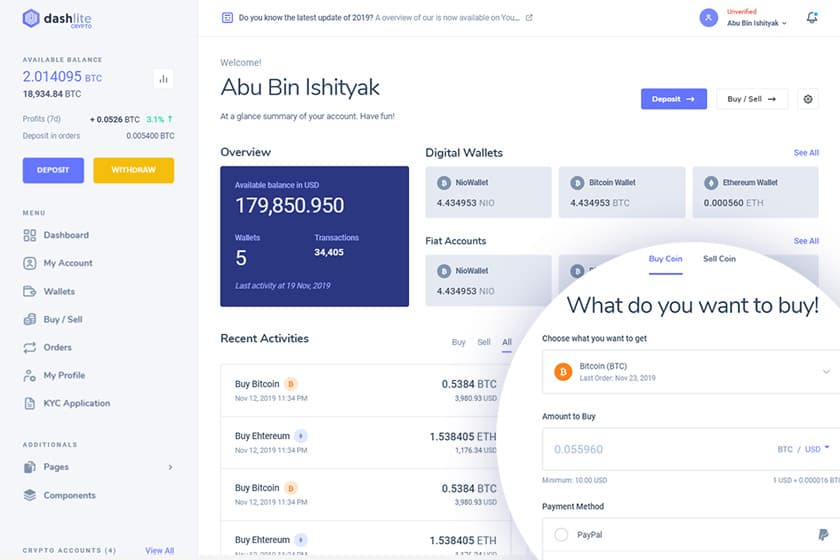 dashlite
CRYPTO
AVAILABLE BALANCE
2.014095 BTC
18,934.84 BTC
Profits (7d) + 0.0526 BTC 3.1% ↑
Deposit in orders 0.005400 BTC
DEPOSIT WITHDRAW
MENU
Dashboard
My Account
Wallets
Buy / Sell
Orders
My Profile
KYC Application
ADDITIONALS
Pages
Components
CRYPTO ACCOUNTS (4) View All
Do you know the latest update of 2019? A overview of our is now available on You...
Unverified
Abu Bin Ishityak
Welcome!
Abu Bin Ishityak
At a glance summary of your account. Have fun!
Deposit → Buy / Sell →
Overview
Available balance in USD
179,850.950
Wallets Transactions
5 34,405
Last activity at 19 Nov, 2019
Digital Wallets See All
NioWallet
4.434953 NIO
Bitcoin Wallet
4.434953 BTC
Ethereum Wallet
0.000560 ETH
Fiat Accounts See All
NioWallet
4.434953 NIO
Recent Activities Buy Sell All
Buy Bitcoin 0.5384 BTC
Nov 12, 2019 11:34 PM 3,980.93 USD
Buy Ehtereum 1.538405 ETH
Nov 12, 2019 11:34 PM 1,176.34 USD
Buy Bitcoin 0.5384 BTC
Nov 12, 2019 11:34 PM 3,980.93 USD
Buy Ehtereum 1.538405 ETH
Buy Coin Sell Coin
What do you want to buy!
Choose what you want to get
Bitcoin (BTC)
Last Order: Nov 23, 2019
Amount to Buy
0.055960 BTC / USD
Minimum: 10.00 USD 1 USD = 0.000016
Payment Method
PayPal